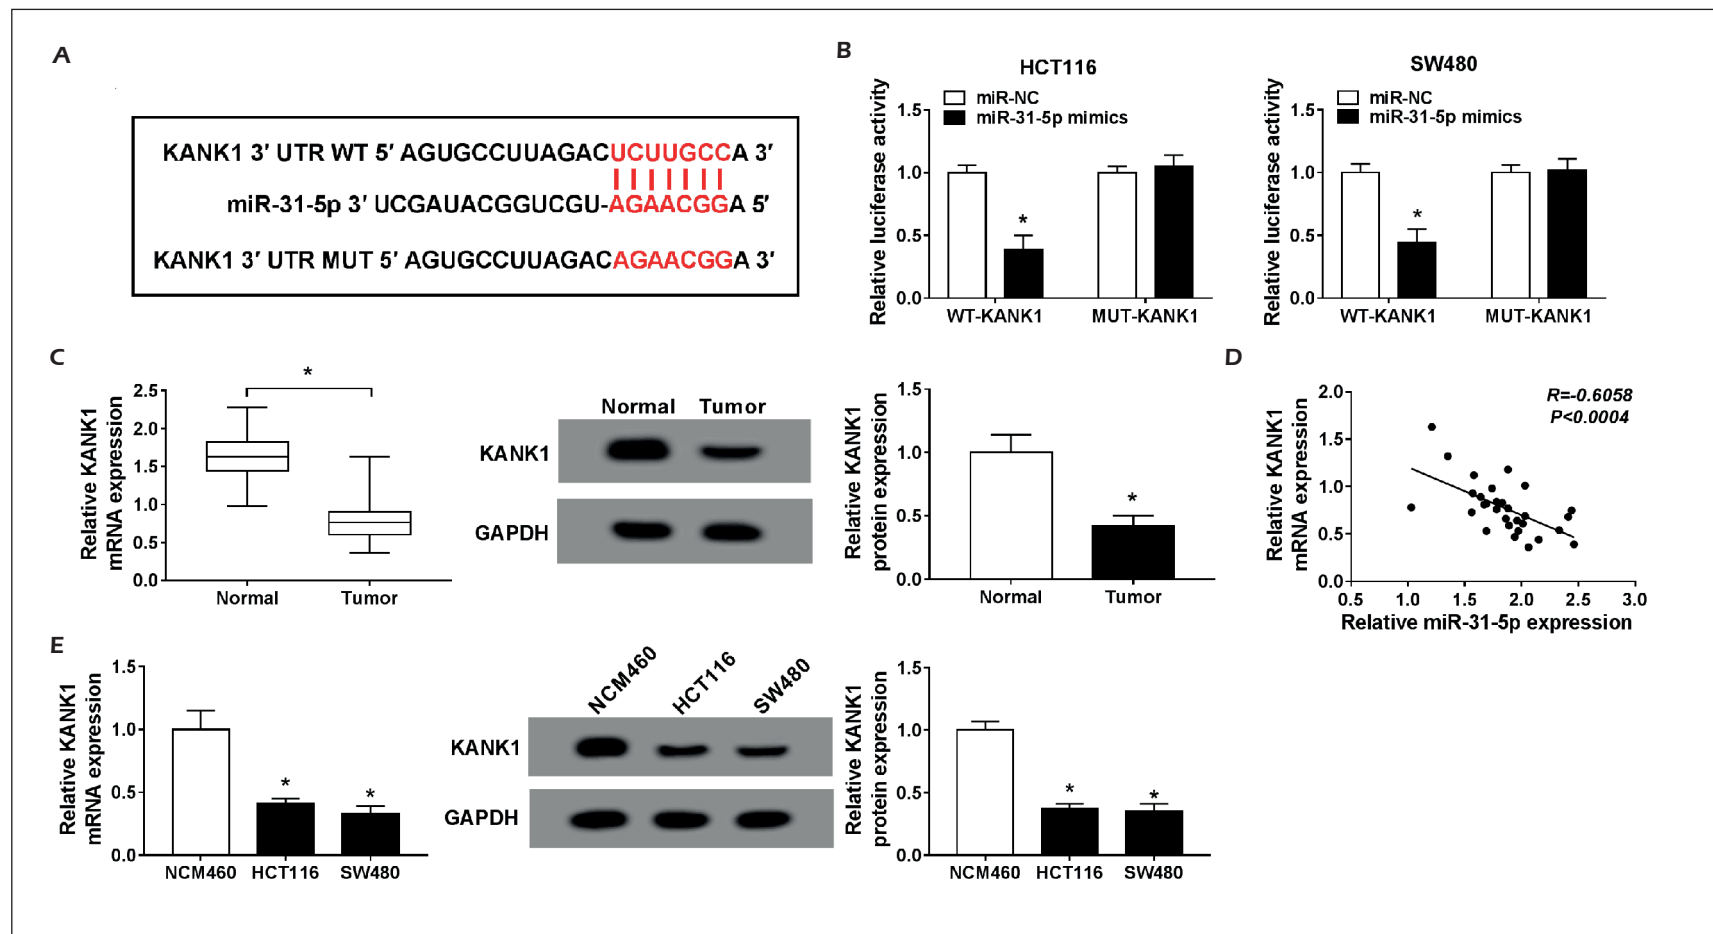 A
KANK1 3′ UTR WT 5′ AGUGCCUUAGACUCUUGCCA 3′
miR-31-5p 3′ UCGAUACGGUCGU-AGAACGGA 5′
KANK1 3′ UTR MUT 5′ AGUGCCUUAGACAGAACGGA 3′
B
HCT116
miR-NC
miR-31-5p mimics
Relative luciferase activity
1.5
1.0
0.5
0.0
WT-KANK1 MUT-KANK1
SW480
miR-NC
miR-31-5p mimics
Relative luciferase activity
1.5
1.0
0.5
0.0
WT-KANK1 MUT-KANK1
*
*
C
Relative KANK1
mRNA expression
2.5
2.0
1.5
1.0
0.5
0.0
*
Normal Tumor
Normal Tumor
KANK1
GAPDH
Relative KANK1
protein expression
1.5
1.0
0.5
0.0
*
Normal Tumor
D
Relative KANK1
mRNA expression
2.0
1.5
1.0
0.5
0.0
R=-0.6058
P<0.0004
0.5 1.0 1.5 2.0 2.5 3.0
Relative miR-31-5p expression
E
Relative KANK1
mRNA expression
1.5
1.0
0.5
0.0
* *
NCM460 HCT116 SW480
NCM460 HCT116 SW480
KANK1
GAPDH
Relative KANK1
protein expression
1.5
1.0
0.5
0.0
* *
NCM460 HCT116 SW480